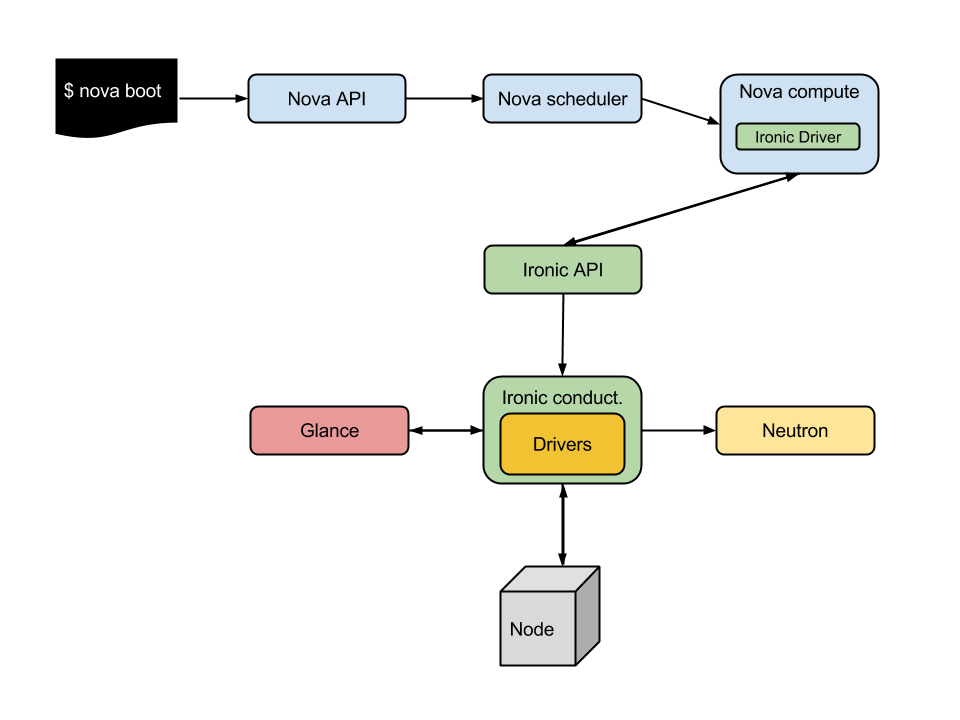 $ nova boot
Nova API
Nova scheduler
Nova compute
Ironic Driver
Ironic API
Ironic conduct.
Drivers
Glance
Neutron
Node